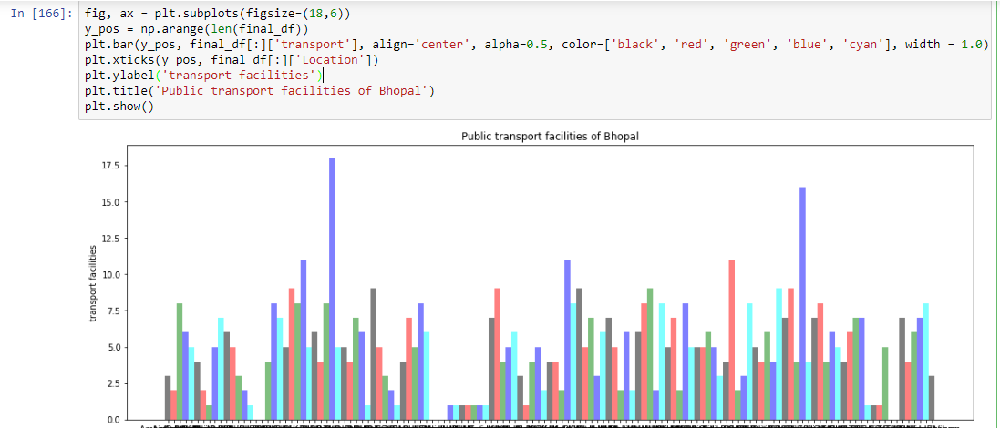 In [166]: fig, ax = plt.subplots(figsize=(18,6))
y_pos = np.arange(len(final_df))
plt.bar(y_pos, final_df[:]['transport'], align='center', alpha=0.5, color=['black', 'red', 'green', 'blue', 'cyan'], width = 1.0)
plt.xticks(y_pos, final_df[:]['Location'])
plt.ylabel('transport facilities')
plt.title('Public transport facilities of Bhopal')
plt.show()
Public transport facilities of Bhopal
transport facilities
17.5
15.0
12.5
10.0
7.5
5.0
2.5
0.0